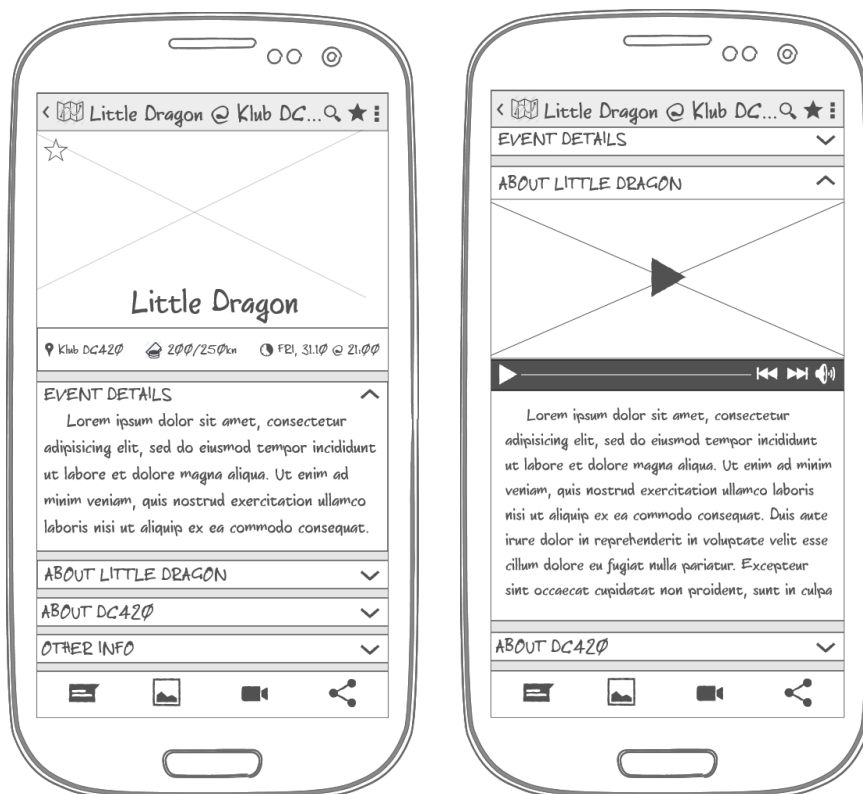 Little Dragon @ Klub DC...
Little Dragon
Klub DC420 200/250kn FRI, 31.10 @ 21:00
EVENT DETAILS
Lorem ipsum dolor sit amet, consectetur
adipisicing elit, sed do eiusmod tempor incididunt
ut labore et dolore magna aliqua. Ut enim ad
minim veniam, quis nostrud exercitation ullamco
laboris nisi ut aliquip ex ea commodo consequat.
ABOUT LITTLE DRAGON
ABOUT DC420
OTHER INFO
Little Dragon @ Klub DC...
EVENT DETAILS
ABOUT LITTLE DRAGON
Lorem ipsum dolor sit amet, consectetur
adipisicing elit, sed do eiusmod tempor incididunt
ut labore et dolore magna aliqua. Ut enim ad minim
veniam, quis nostrud exercitation ullamco laboris
nisi ut aliquip ex ea commodo consequat. Duis aute
irure dolor in reprehenderit in voluptate velit esse
cillum dolore eu fugiat nulla pariatur. Excepteur
sint occaecat cupidatat non proident, sunt in culpa
ABOUT DC420